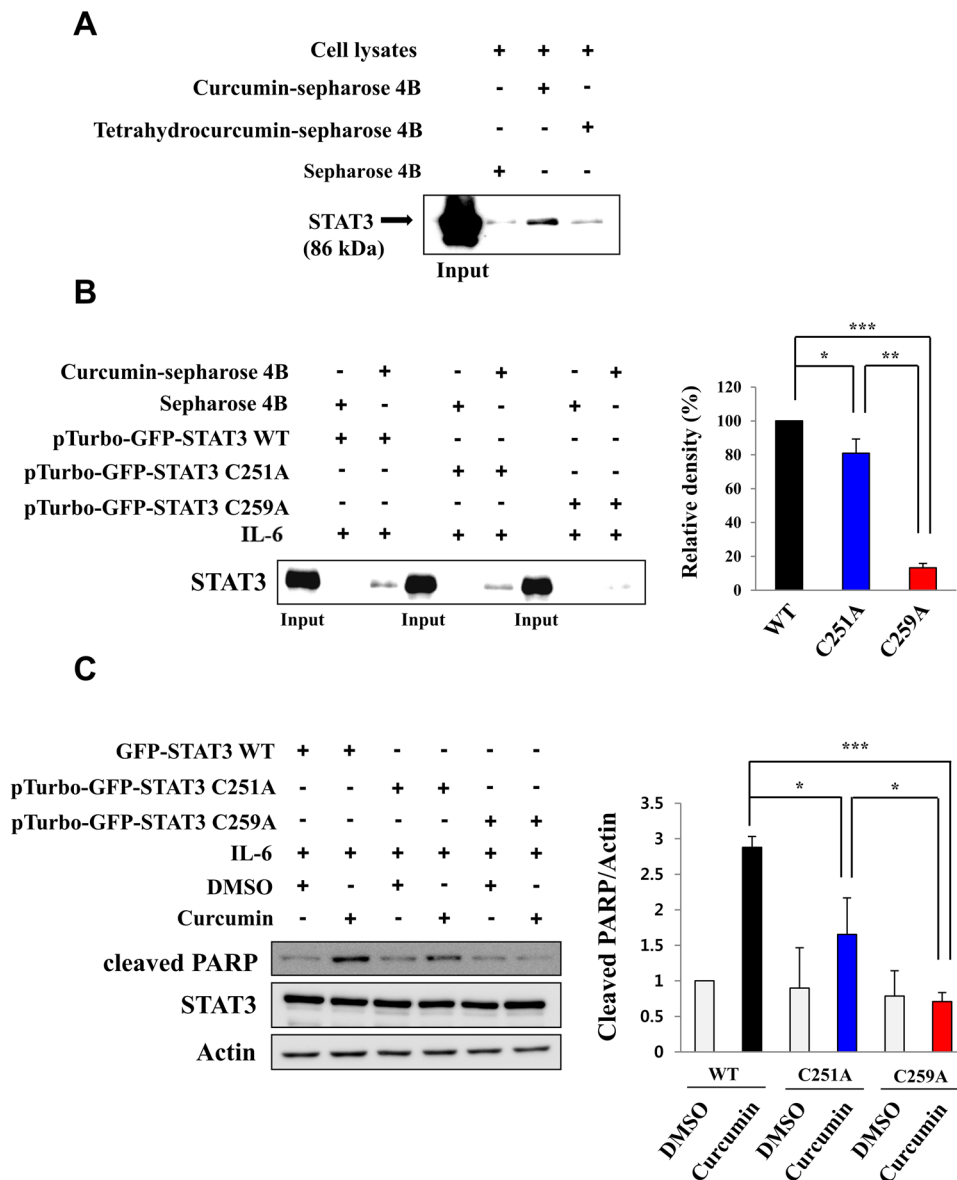 A
Cell lysates + + +
Curcumin-sepharose 4B - + -
Tetrahydrocurcumin-sepharose 4B - - +
Sepharose 4B + - -
STAT3
(86 kDa)
Input
B
Curcumin-sepharose 4B - + - + - +
Sepharose 4B + - + - + -
pTurbo-GFP-STAT3 WT + + - - - -
pTurbo-GFP-STAT3 C251A - - + + - -
pTurbo-GFP-STAT3 C259A - - - - + +
IL-6 + + + + + +
STAT3
Input Input Input
***
* **
Relative density (%)
120
100
80
60
40
20
0
WT C251A C259A
C
GFP-STAT3 WT + + - - - -
pTurbo-GFP-STAT3 C251A - - + + - -
pTurbo-GFP-STAT3 C259A - - - - + +
IL-6 + + + + + +
DMSO + - + - + -
Curcumin - + - + - +
cleaved PARP
STAT3
Actin
***
* *
Cleaved PARP/Actin
3.5
3
2.5
2
1.5
1
0.5
0
WT C251A C259A
DMSO Curcumin DMSO Curcumin DMSO Curcumin